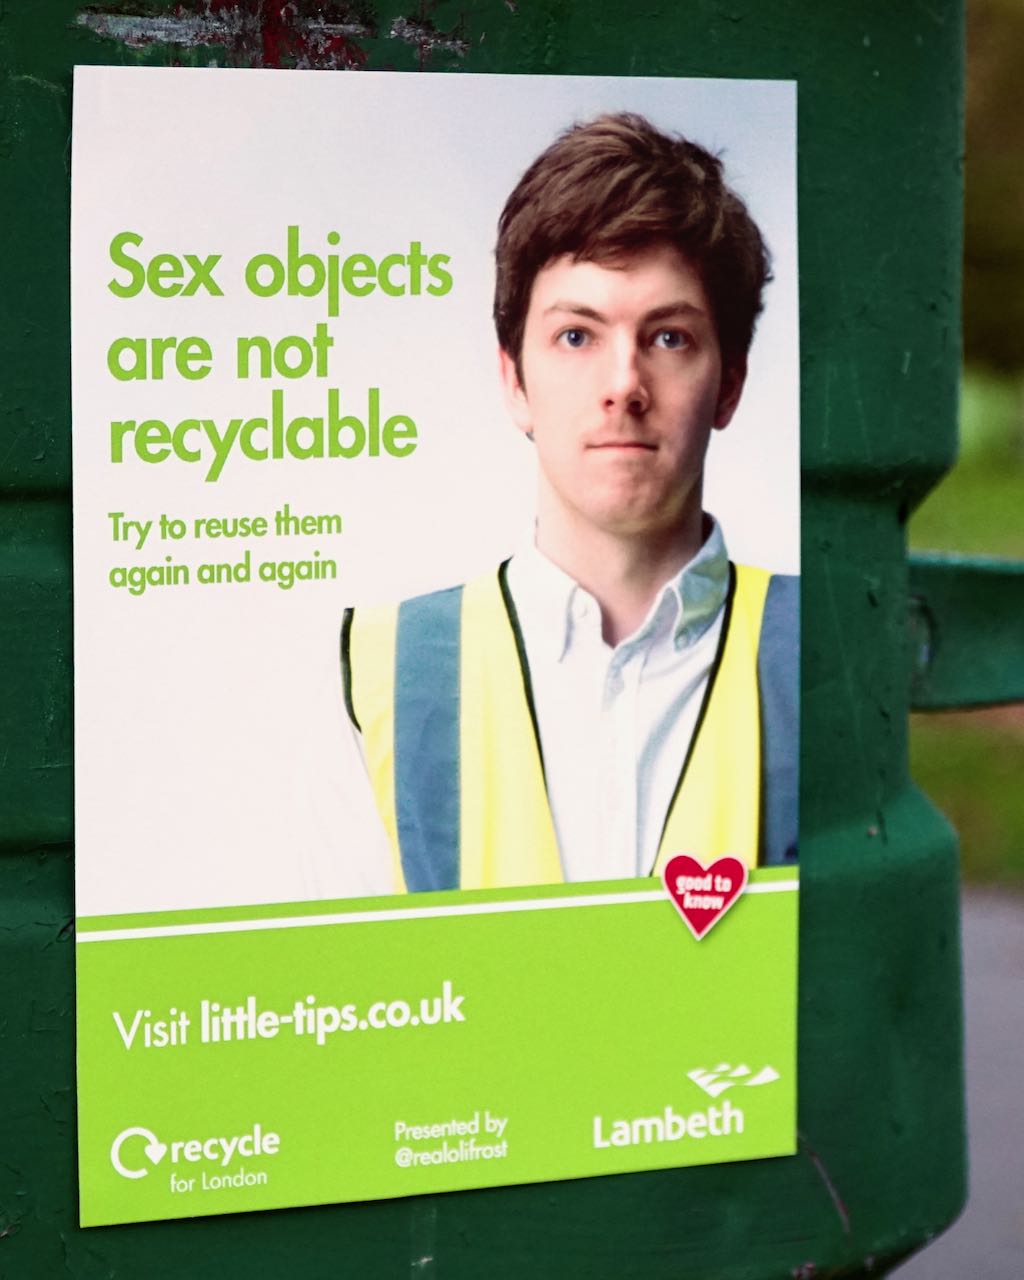 Sex objects
are not
recyclable
Try to reuse them
again and again
good to
know
Visit little-tips.co.uk
recycle
for London
Presented by
@realolifrost
Lambeth